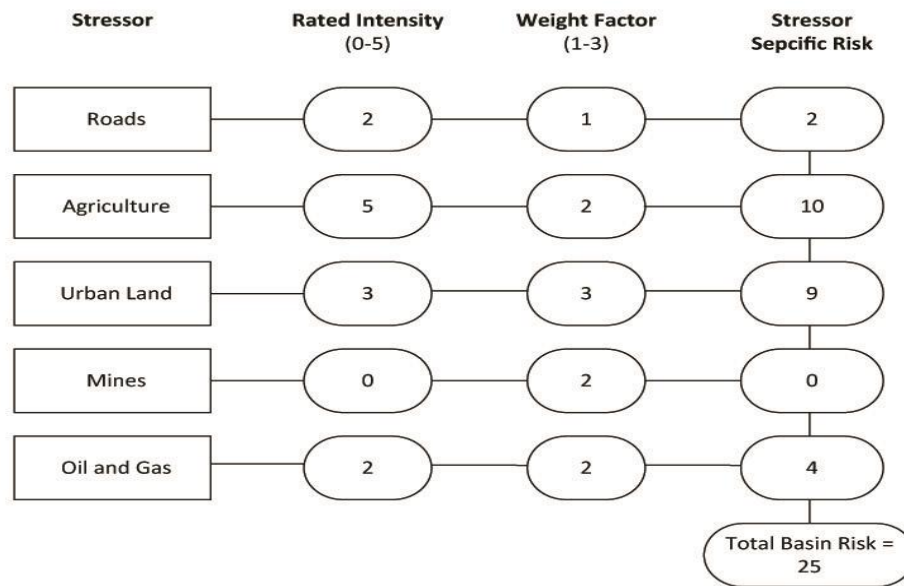 Stressor Rated Intensity Weight Factor Stressor
(0-5) (1-3) Sepcific Risk
Roads 2 1 2
Agriculture 5 2 10
Urban Land 3 3 9
Mines 0 2 0
Oil and Gas 2 2 4
Total Basin Risk =
25